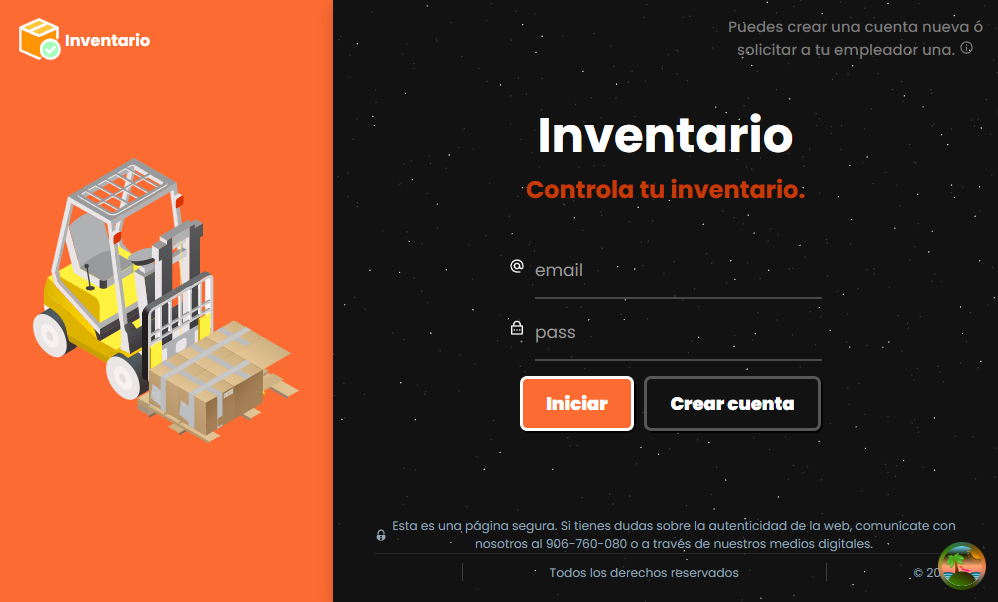 Inventario
Puedes crear una cuenta nueva ó
solicitar a tu empleador una.
Inventario
Controla tu inventario.
email
pass
Iniciar
Crear cuenta
Esta es una página segura. Si tienes dudas sobre la autenticidad de la web, comunícate con
nosotros al 906-760-080 o a través de nuestros medios digitales.
Todos los derechos reservados
©